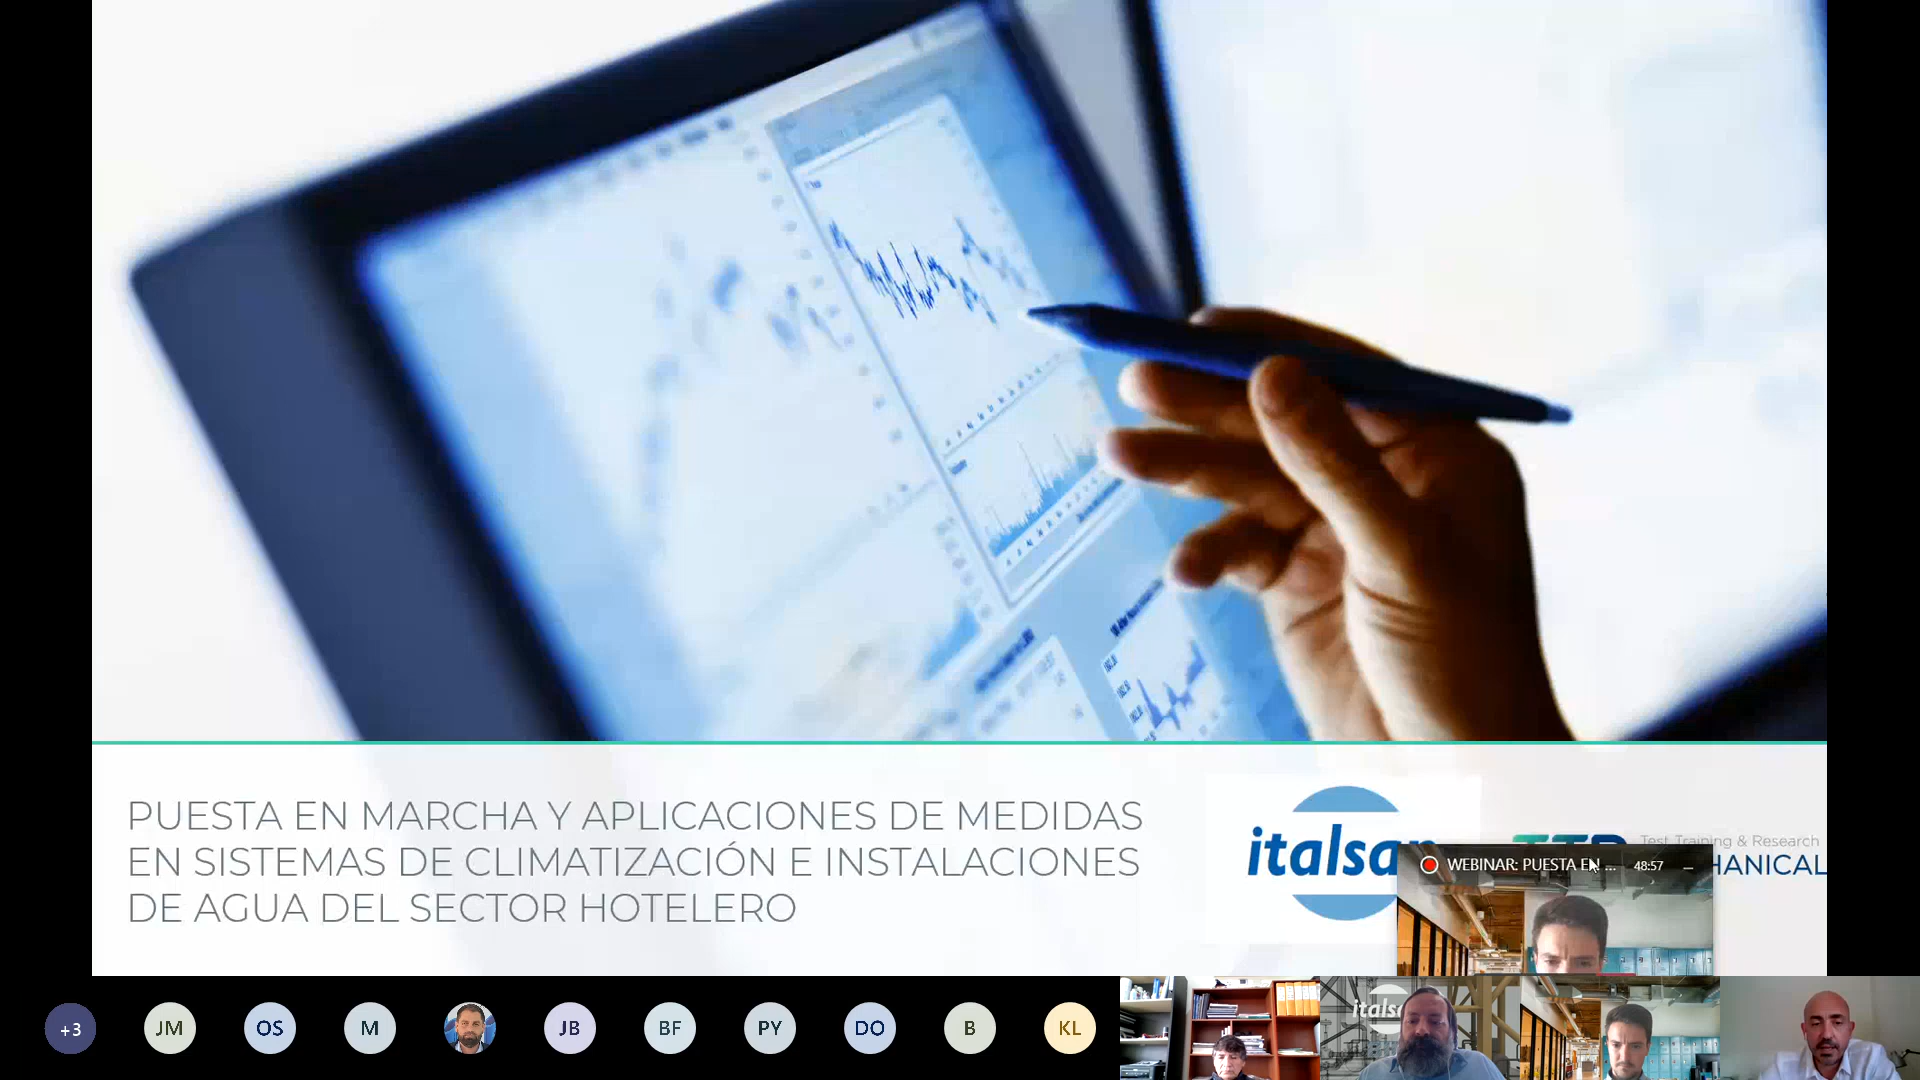 PUESTA EN MARCHA Y APLICACIONES DE MEDIDAS
EN SISTEMAS DE CLIMATIZACIÓN E INSTALACIONES
DE AGUA DEL SECTOR HOTELERO
italsan
Test Training & Research
HANICAL
WEBINAR: PUESTA EN ...
48:57
+3
JM
OS
M
JB
BF
PY
DO
B
KL
italsa